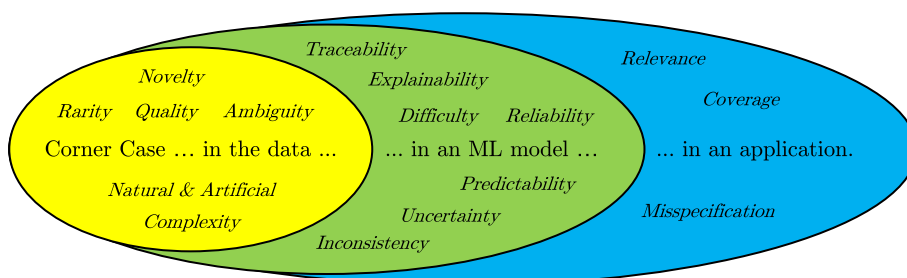 Novelty
Rarity Quality Ambiguity
Corner Case ... in the data ...
Natural & Artificial
Complexity
Traceability
Explainability
Difficulty Reliability
... in an ML model ...
Predictability
Uncertainty
Inconsistency
Relevance
Coverage
... in an application.
Misspecification